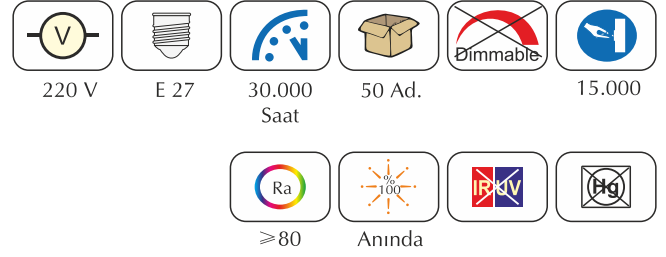 V
Dimmable
220 V
E 27
30.000
Saat
50 Ad.
15.000
Ra
%
100
IR UV
Hg
≥80
Anında